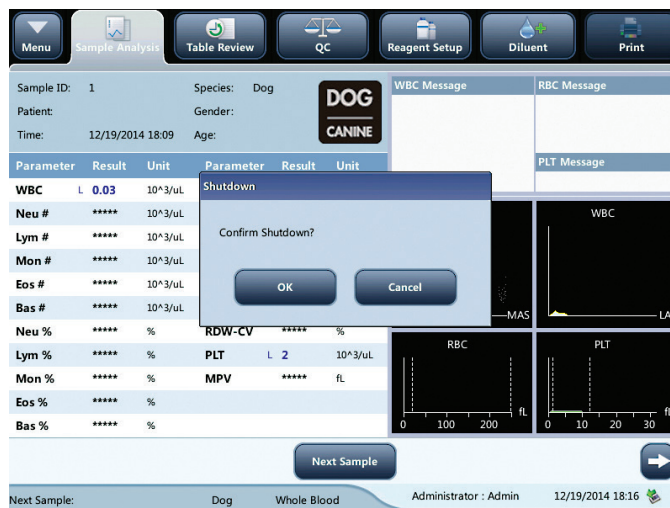 Menu Sample Analysis Table Review QC Reagent Setup Diluent Print
Sample ID: 1 Species: Dog
Patient: Gender:
Time: 12/19/2014 18:09 Age:
DOG
CANINE
WBC Message RBC Message
PLT Message
Parameter Result Unit Parameter Result Unit
WBC L 0.03 10^3/uL
Neu # ***** 10^3/uL
Lym # ***** 10^3/uL
Mon # ***** 10^3/uL
Eos # ***** 10^3/uL
Bas # ***** 10^3/uL
Neu % ***** % RDW-CV ***** %
Lym % ***** % PLT L 2 10^3/uL
Mon % ***** % MPV ***** fL
Eos % ***** %
Bas % ***** %
Shutdown
Confirm Shutdown?
OK Cancel
MAS
WBC
LA
RBC
fL
0 100 200
PLT
fL
0 10 20 30
Next Sample
Next Sample: Dog Whole Blood Administrator : Admin 12/19/2014 18:16